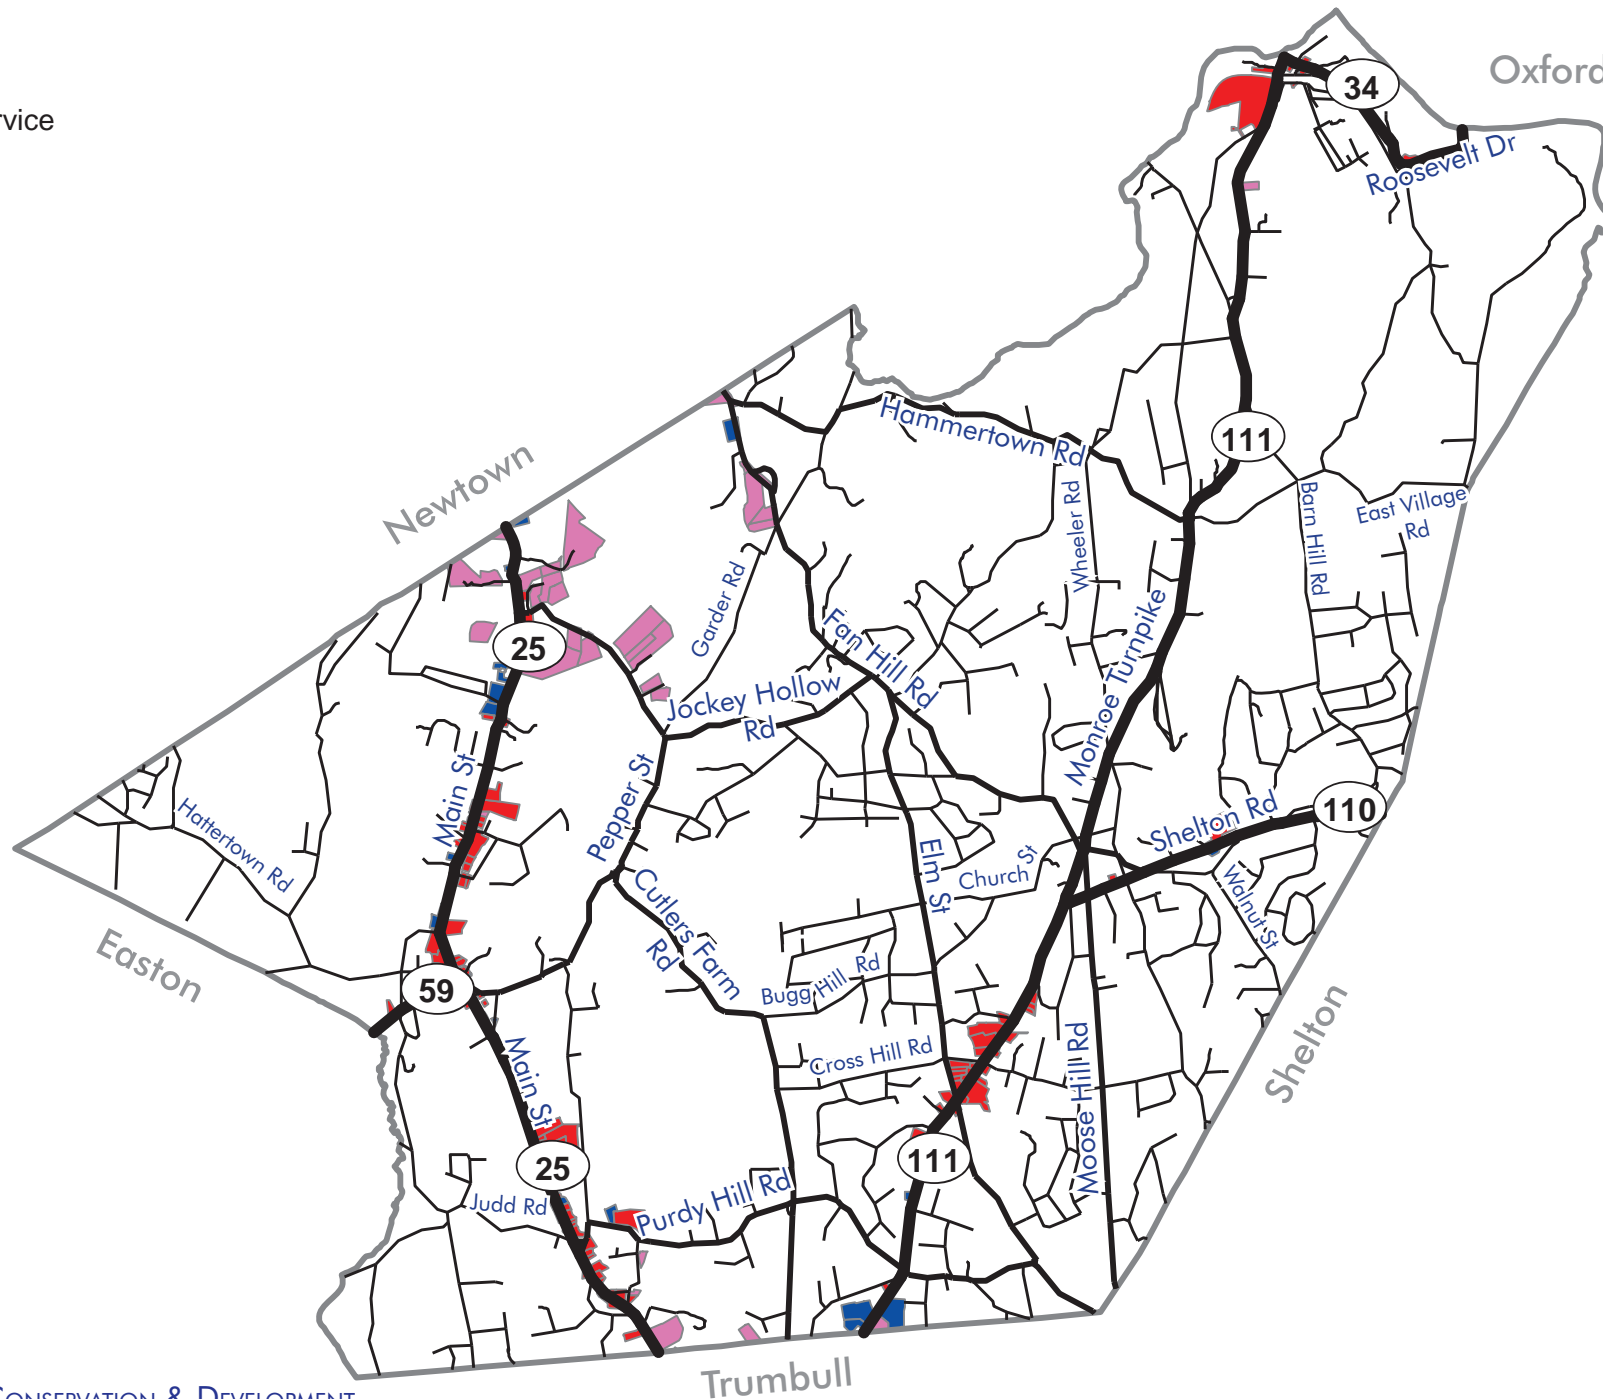 Oxford
34
rvice
Roosevelt Dr
Hammertown Rd
111
Newtown
Wheeler Rd
Barn Hill Rd
East Village
Rd
Garder Rd
25
Fan Hill Rd
Monroe Turnpike
Jockey Hollow
Rd
Main St
Pepper St
Hattertown Rd
Shelton Rd
110
Elm St
Church St
Walnut St
Cutlers Farm
Rd
Easton
59
Bugg Hill Rd
Cross Hill Rd
Shelton
Main St
Moose Hill Rd
25
111
Judd Rd
Purdy Hill Rd
Trumbull
CONSERVATION & DEVELOPMENT